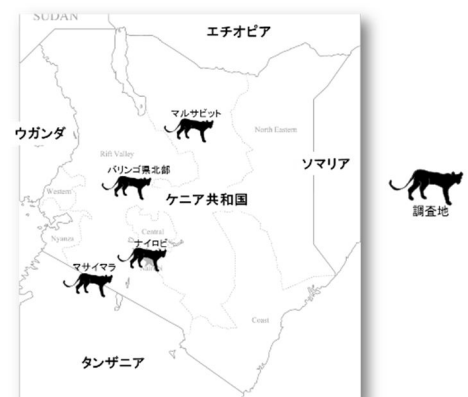 SUDAN
エチオピア
マルサビット
ウガンダ
North Eastern
Rift Valley
ソマリア
バリンゴ県北部
Western
ケニア共和国
調査地
Nyanza
Central
ナイロビ
マサイマラ
Coast
タンザニア